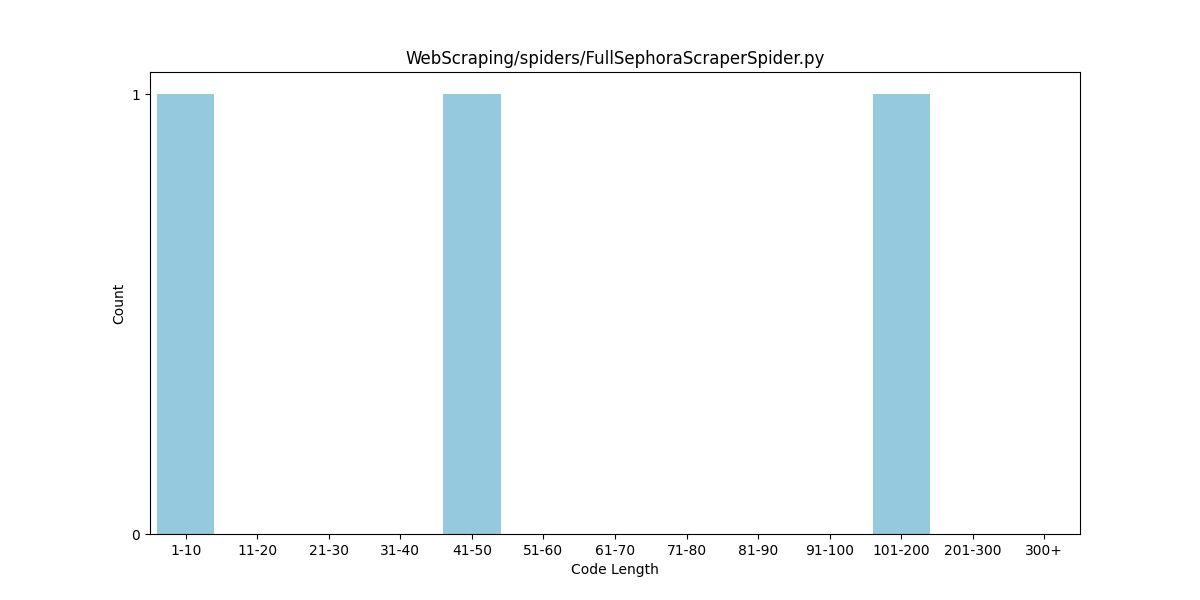 WebScraping/spiders/FullSephoraScraperSpider.py
1
Count
0
1-10 11-20 21-30 31-40 41-50 51-60 61-70 71-80 81-90 91-100 101-200 201-300 300+
Code Length